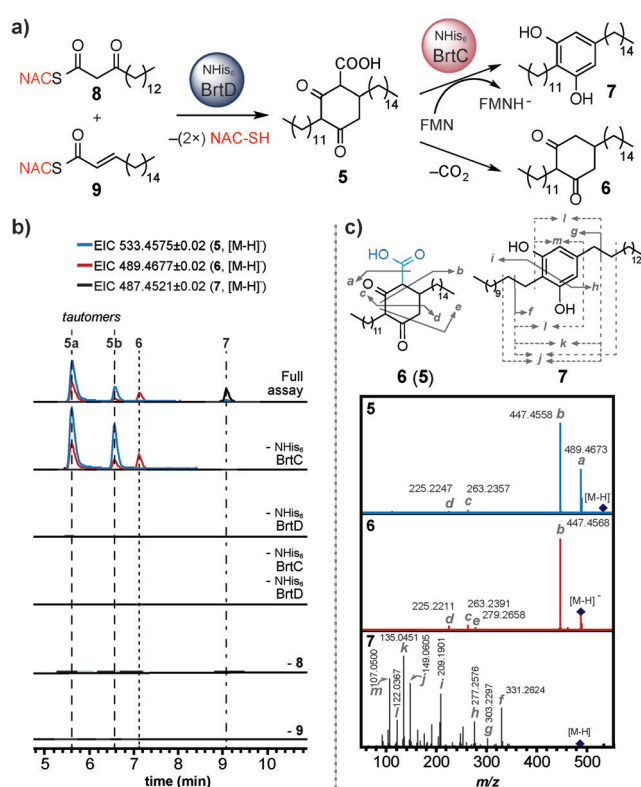 a)
O O
NACS
12
8
+
O
NACS
14
9
NHis6
BrtD
–(2×) NAC-SH
COOH
O
14
11
O
5
NHis6
BrtC
FMN
FMNH-
–CO2
OH
14
11
OH
7
O
14
11
O
6
b)
EIC 533.4575±0.02 (5, [M-H]-)
EIC 489.4677±0.02 (6, [M-H]-)
EIC 487.4521±0.02 (7, [M-H]-)
tautomers
5a 5b 6 7
Full
assay
- NHis6
BrtC
- NHis6
BrtD
- NHis6
BrtC
- NHis6
BrtD
- 8
- 9
5 6 7 8 9 10
time (min)
c)
HO O
a b
O
14
c
d e
11
O
6 (5)
l
g
m
HO
i
12
9
h
OH
f
l
k
j
7
5
b
447.4558
489.4673
a
[M-H]-
225.2247 263.2357
d c
6
b
447.4568
[M-H]-
225.2211 263.2391
279.2658
d c e
7
135.0451
k
107.0500
m
122.0367
l
149.0605
j
209.1901
i
277.2576
h
303.2297
g
331.2624
f
[M-H]-
100 200 300 400 500
m/z